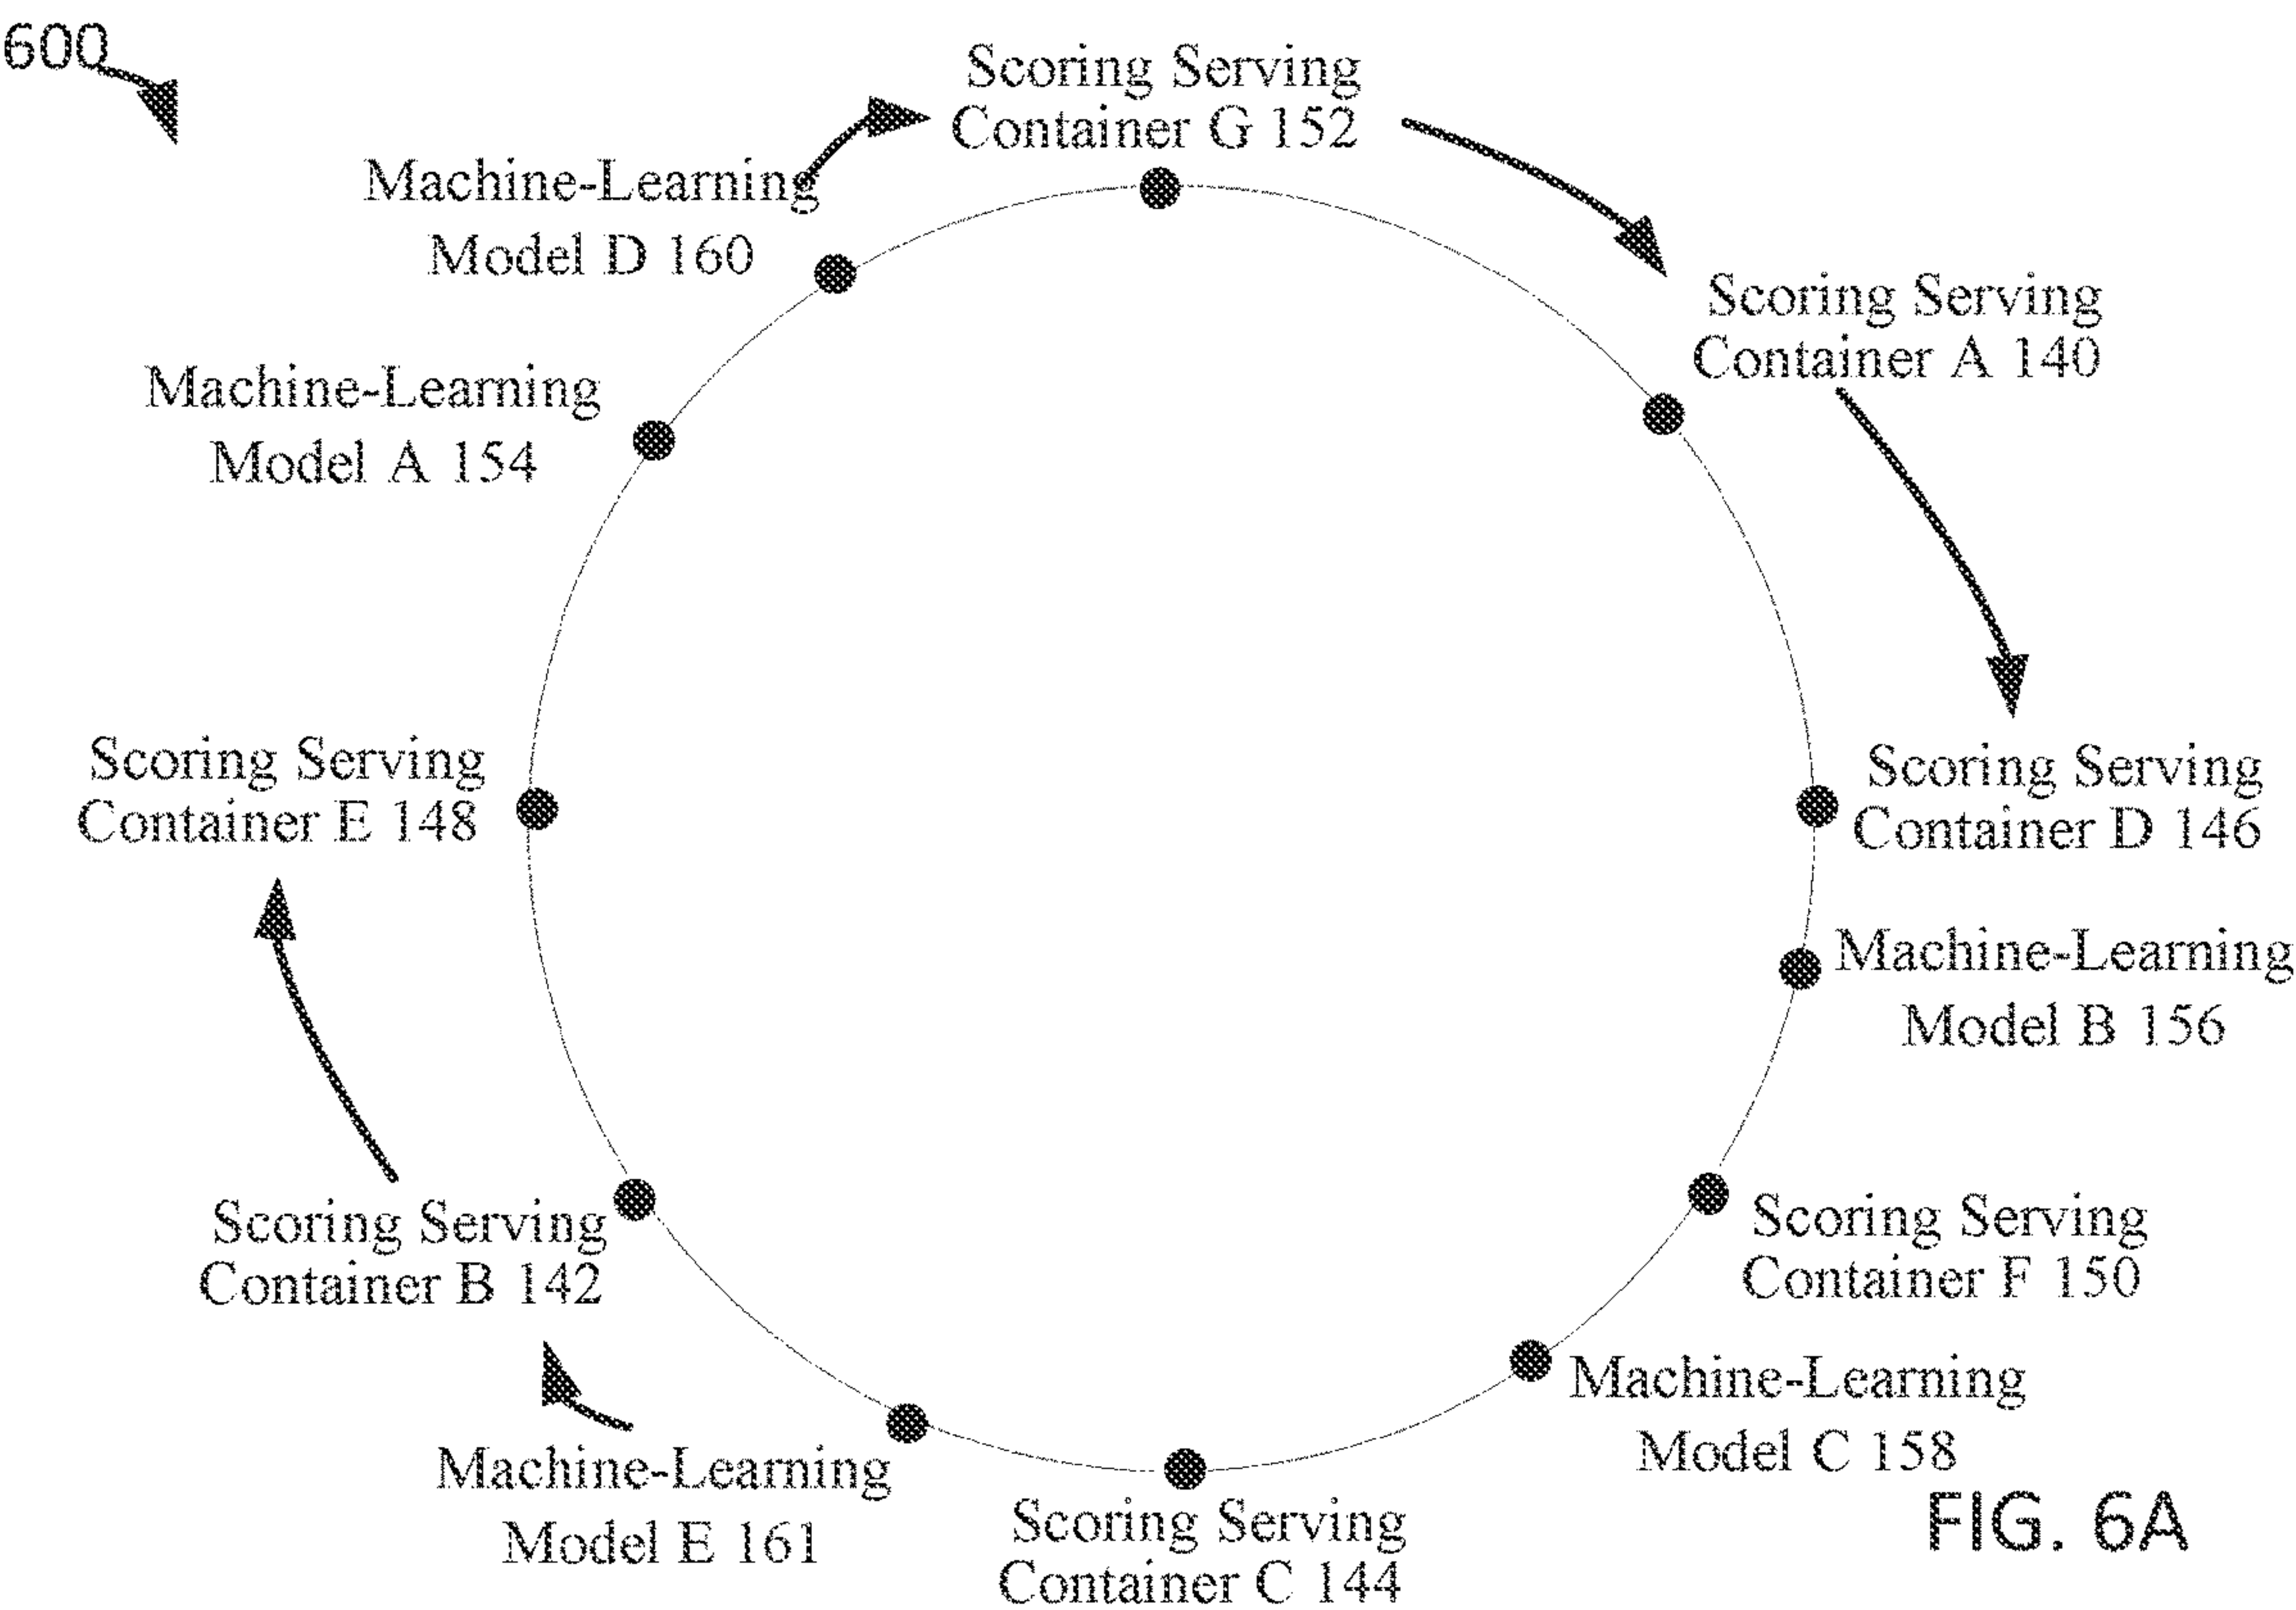 600
Scoring Serving
Container G 152
Machine-Learning
Model D 160
Scoring Serving
Container A 140
Machine-Learning
Model A 154
Scoring Serving
Container E 148
Scoring Serving
Container D 146
Machine-Learning
Model B 156
Scoring Serving
Container B 142
Scoring Serving
Container F 150
Machine-Learning
Model C 158
Machine-Learning
Model E 161
Scoring Serving
Container C 144
FIG. 6A